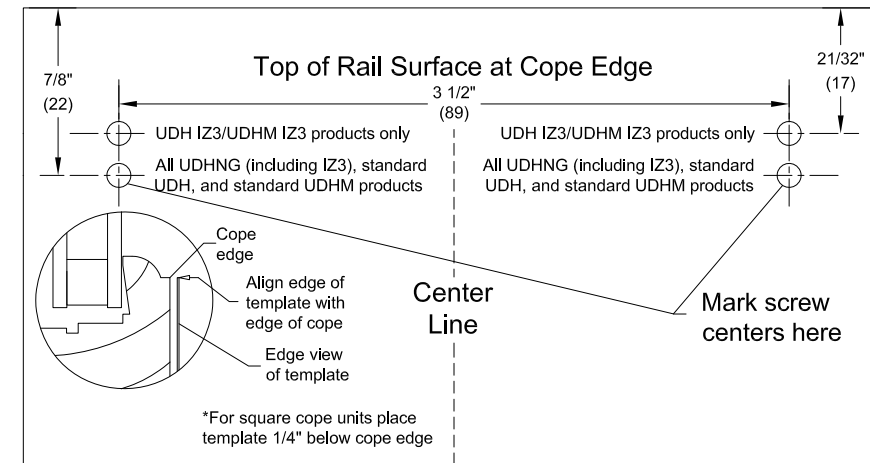 7/8"
(22)
Top of Rail Surface at Cope Edge
21/32"
(17)
3 1/2"
(89)
UDH IZ3/UDHM IZ3 products only
UDH IZ3/UDHM IZ3 products only
All UDHNG (including IZ3), standard
UDH, and standard UDHM products
All UDHNG (including IZ3), standard
UDH, and standard UDHM products
Cope
edge
Align edge of
template with
edge of cope
Edge view
of template
Center
Line
Mark screw
centers here
*For square cope units place
template 1/4" below cope edge